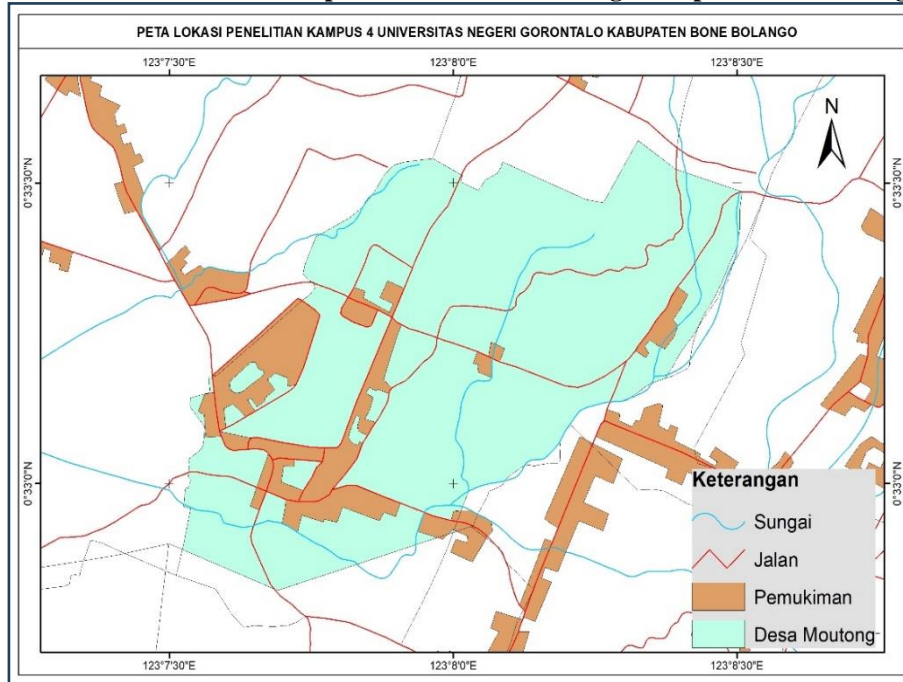 PETA LOKASI PENELITIAN KAMPUS 4 UNIVERSITAS NEGERI GORONTALO KABUPATEN BONE BOLANGO
123°7'30"E 123°8'0"E 123°8'30"E
N
0°33'30"N 0°33'30"N
0°33'0"N 0°33'0"N
Keterangan
Sungai
Jalan
Pemukiman
Desa Moutong
123°7'30"E 123°8'0"E 123°8'30"E